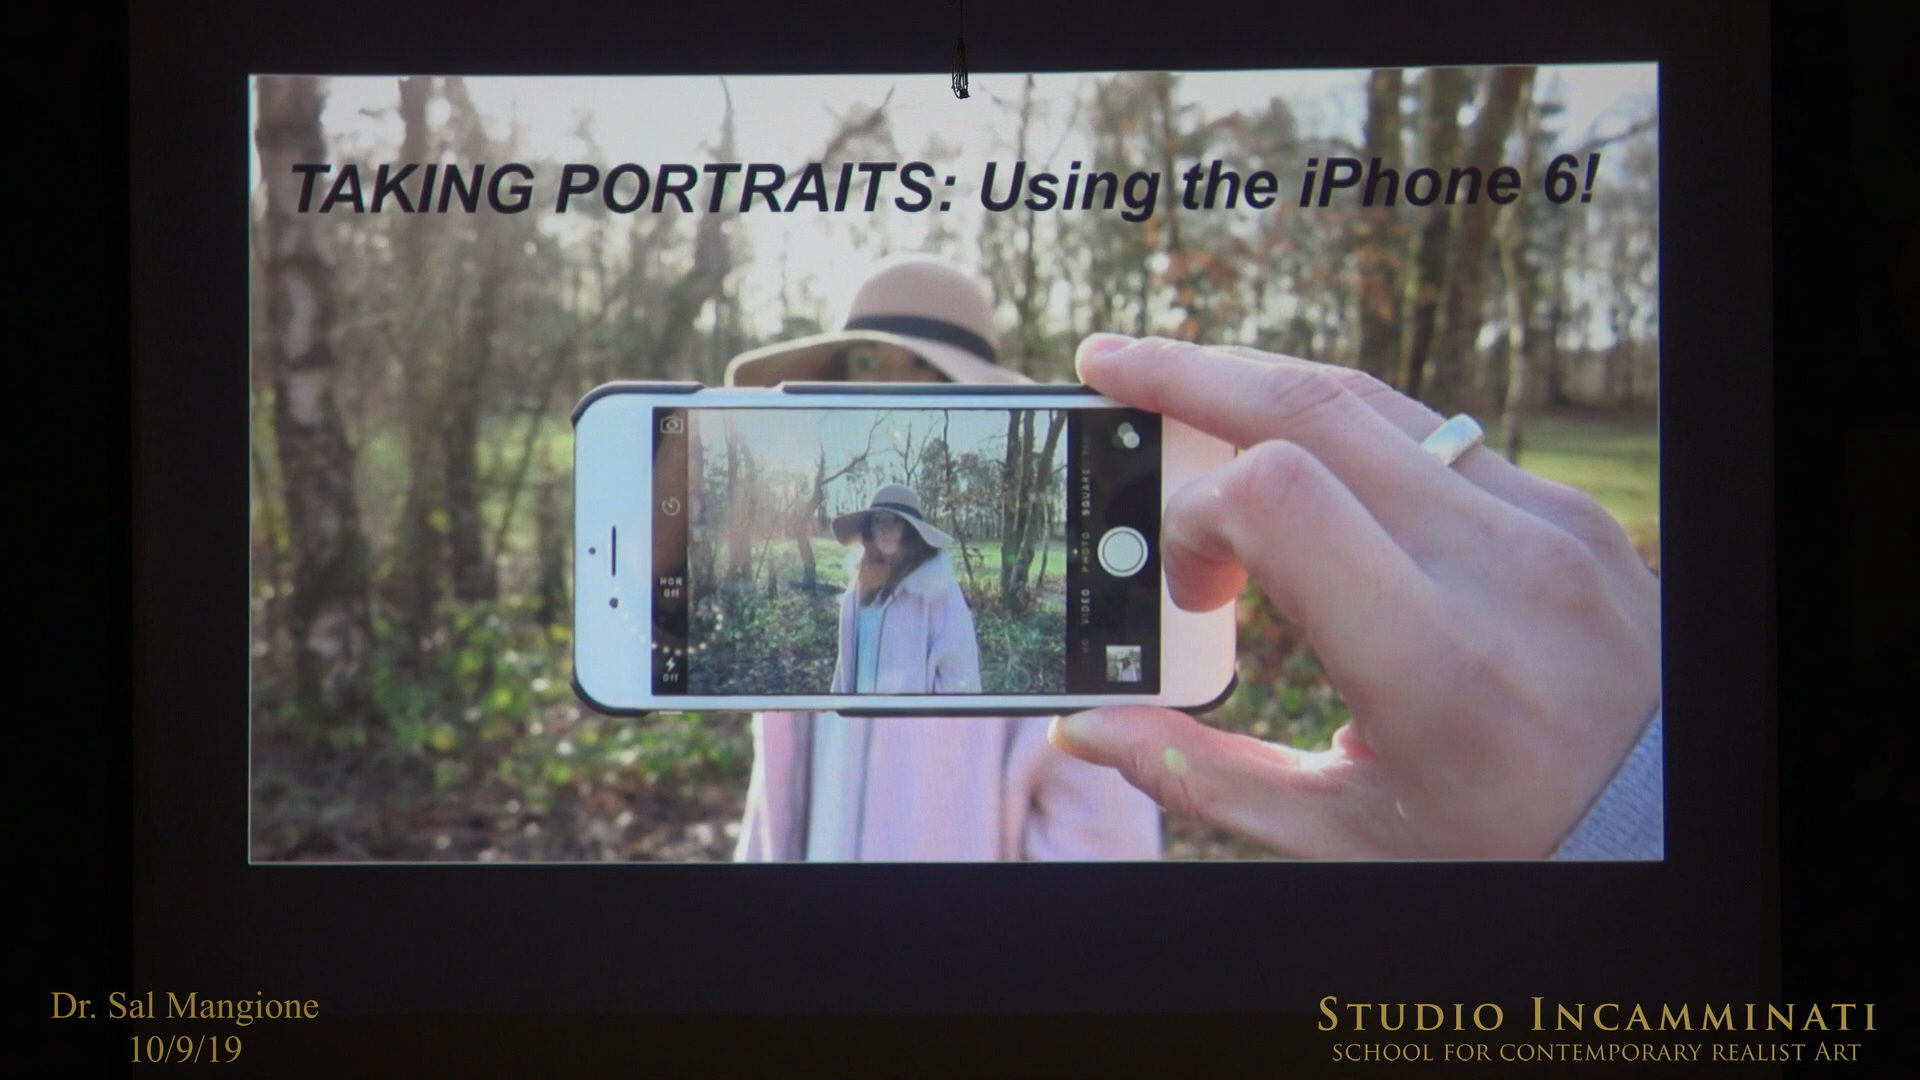 TAKING PORTRAITS: Using the iPhone 6!
HDR
Off
Off
SQUARE
PHOTO
VIDEO
Dr. Sal Mangione
10/9/19
STUDIO INCAMMINATI
SCHOOL FOR CONTEMPORARY REALIST ART